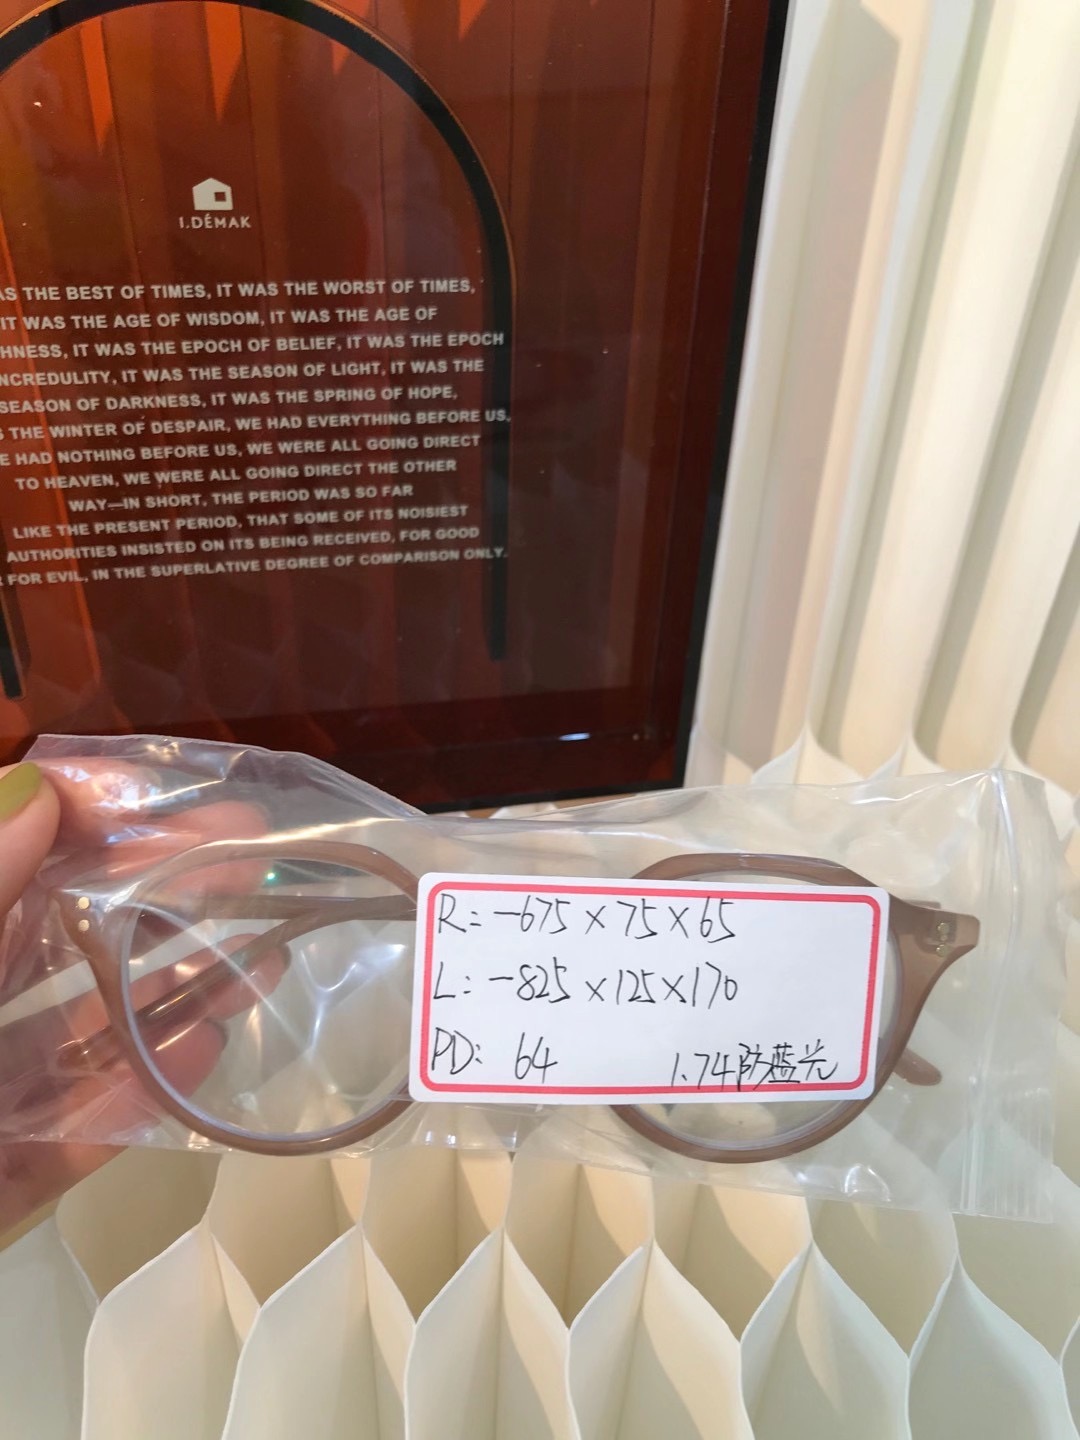 I.DÉMAK
AS THE BEST OF TIMES, IT WAS THE WORST OF TIMES,
IT WAS THE AGE OF WISDOM, IT WAS THE AGE OF
HNESS, IT WAS THE EPOCH OF BELIEF, IT WAS THE EPOCH
NCREDULITY, IT WAS THE SEASON OF LIGHT, IT WAS THE
SEASON OF DARKNESS, IT WAS THE SPRING OF HOPE,
S THE WINTER OF DESPAIR, WE HAD EVERYTHING BEFORE US,
E HAD NOTHING BEFORE US, WE WERE ALL GOING DIRECT
TO HEAVEN, WE WERE ALL GOING DIRECT THE OTHER
WAY—IN SHORT, THE PERIOD WAS SO FAR
LIKE THE PRESENT PERIOD, THAT SOME OF ITS NOISIEST
AUTHORITIES INSISTED ON ITS BEING RECEIVED, FOR GOOD
R FOR EVIL, IN THE SUPERLATIVE DEGREE OF COMPARISON ONLY.
R: -675 × 75 × 65
L: -825 × 125 × 170
PD: 64 1.74防蓝光